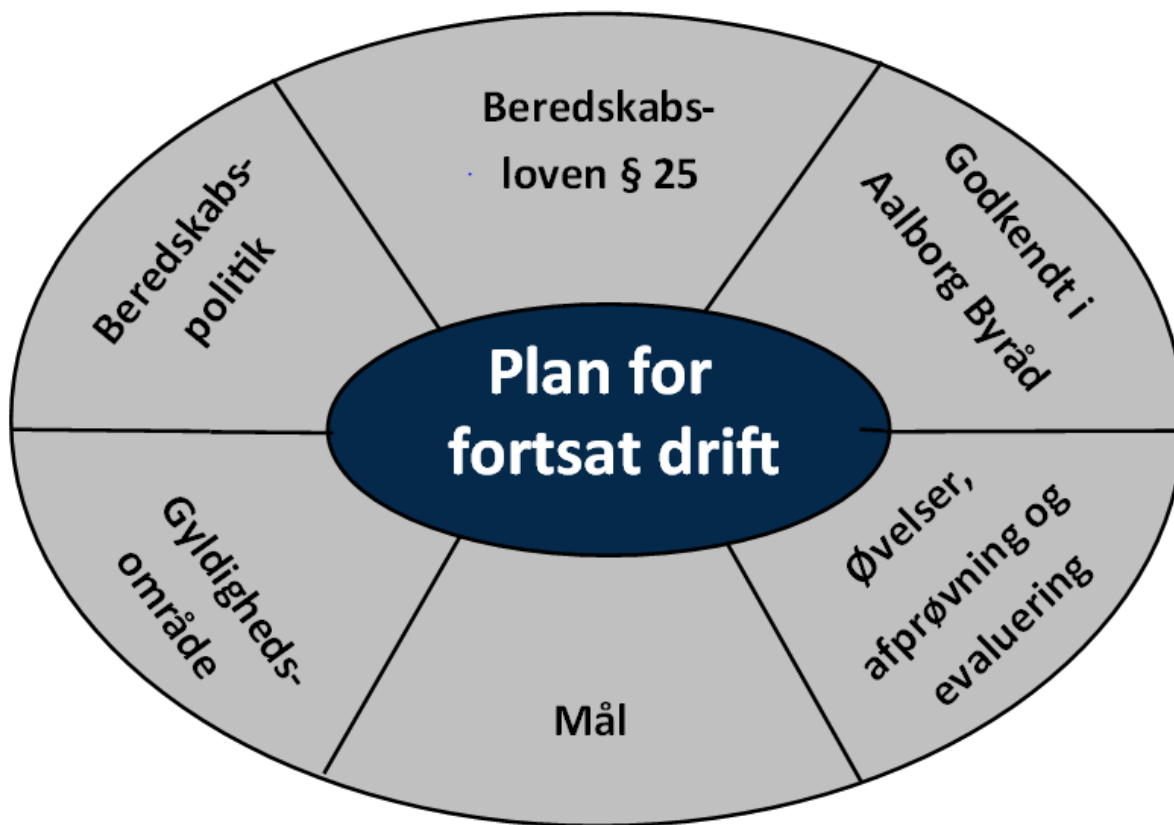 Beredskabs-
loven § 25
Godkendt i
Aalborg Byråd
Øvelser,
afprøvning og
evaluering
Mål
Gyldigheds-
område
Beredskabs-
politik
Plan for
fortsat drift